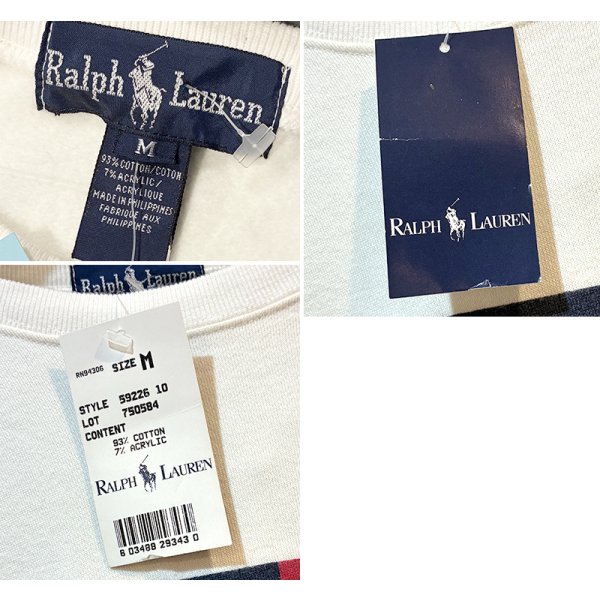 Ralph Lauren
M
93% COTTON/COTON
7% ACRYLIC/
ACRYLIQUE
MADE IN PHILIPPINES
FABRIQUE AUX
PHILIPPINES
RALPH LAUREN
Ralph Lauren
RN94306 SIZE M
STYLE 59226 10
LOT 750584
CONTENT
93% COTTON
7% ACRYLIC
RALPH LAUREN
6 03489 29343 0